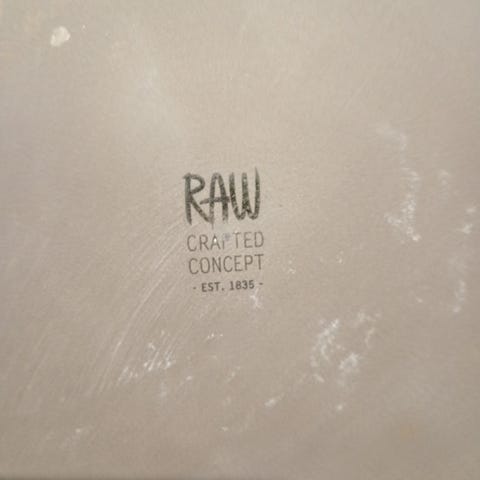 RAW
CRAFTED
CONCEPT
- EST. 1835 -